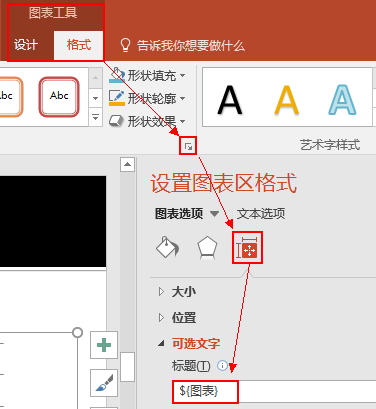 图表工具
设计 格式 告诉我你想要做什么
Abc Abc 形状填充
形状轮廓
形状效果
A A A
艺术字样式
设置图表区格式
图表选项 文本选项
大小
位置
可选文字
标题(T)
${图表}